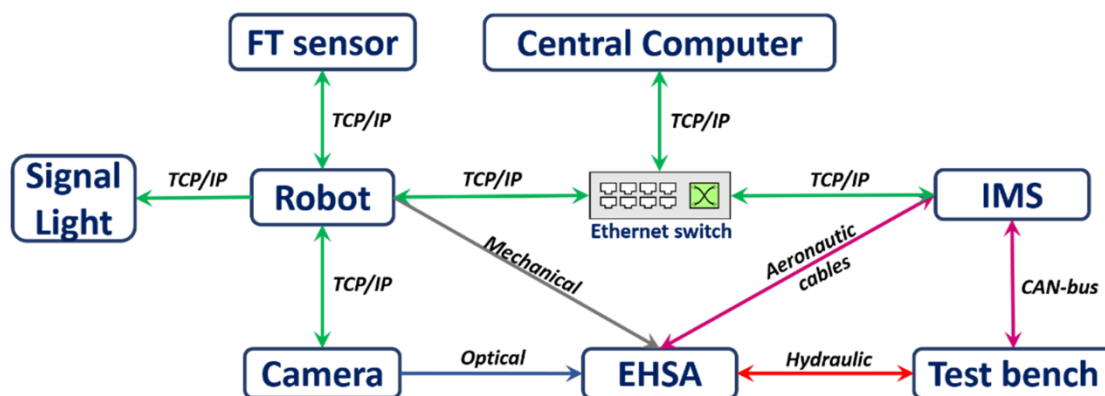 FT sensor
Central Computer
TCP/IP
TCP/IP
Signal
Light
TCP/IP
Robot
TCP/IP
Ethernet switch
TCP/IP
IMS
TCP/IP
Mechanical
Aeronautic
cables
CAN-bus
Camera
Optical
EHSA
Hydraulic
Test bench